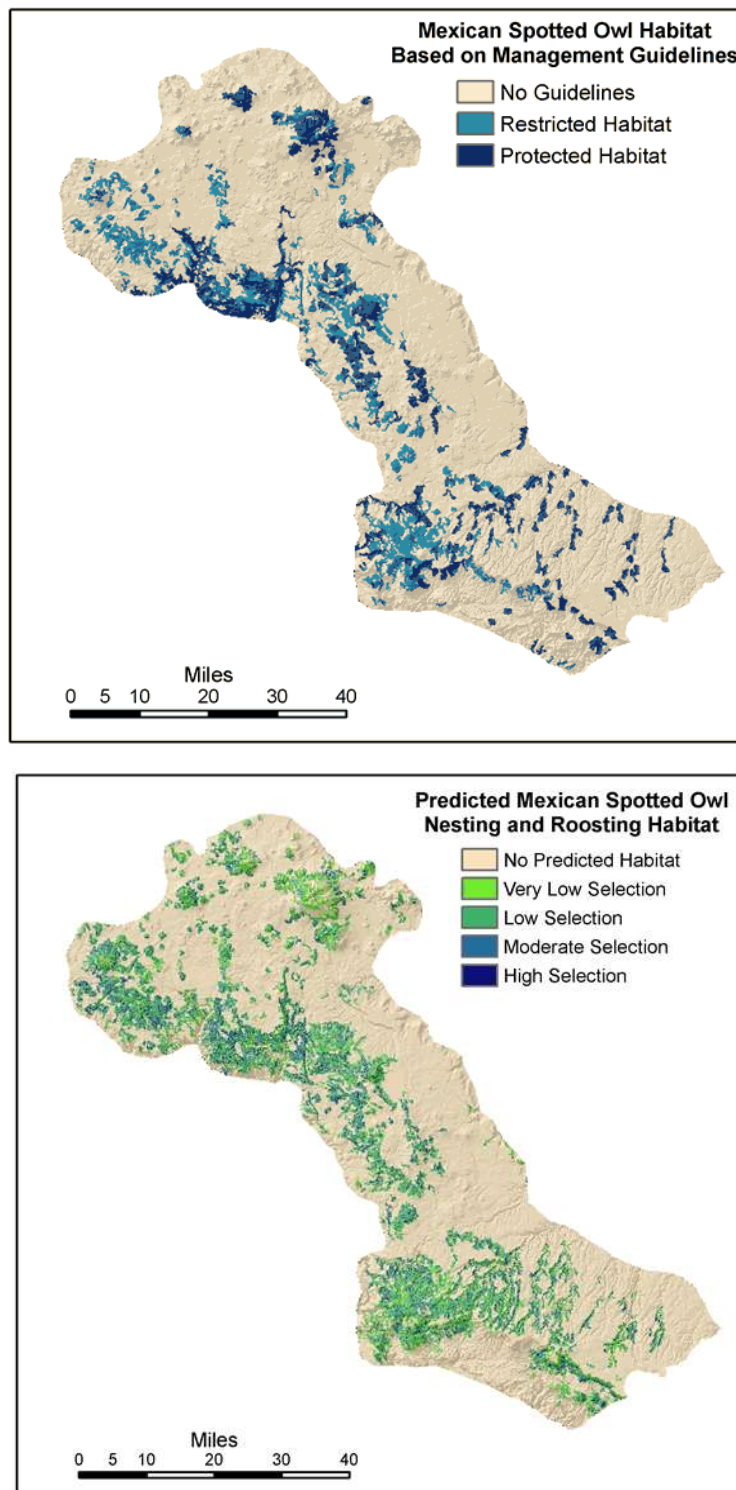 Mexican Spotted Owl Habitat
Based on Management Guidelines
No Guidelines
Restricted Habitat
Protected Habitat
Miles
0 5 10 20 30 40
Predicted Mexican Spotted Owl
Nesting and Roosting Habitat
No Predicted Habitat
Very Low Selection
Low Selection
Moderate Selection
High Selection
Miles
0 5 10 20 30 40